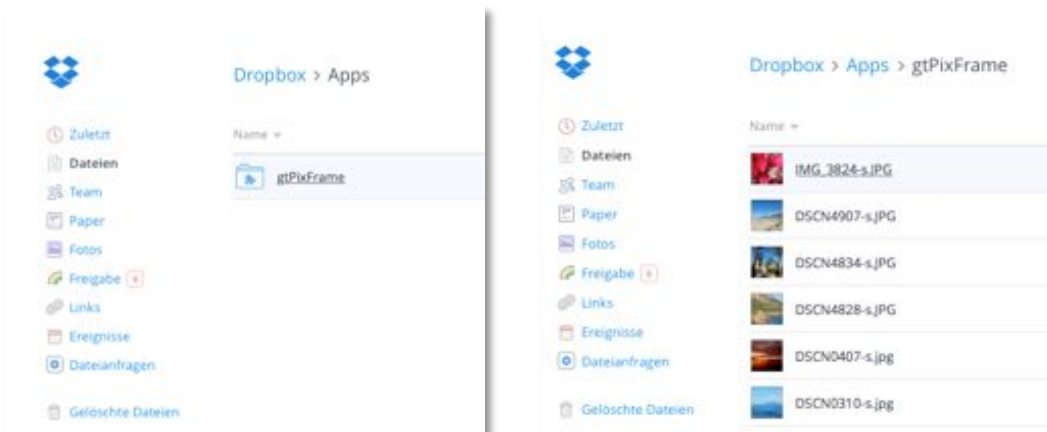 Dropbox > Apps
Zuletzt
Name
Dateien
gtPixFrame
Team
Paper
Fotos
Freigabe
Links
Ereignisse
Dateianfragen
Gelöschte Dateien
Dropbox > Apps > gtPixFrame
Zuletzt
Name
Dateien
IMG_3824-s.JPG
Team
Paper
DSCN4907-s.JPG
Fotos
DSCN4834-s.JPG
Freigabe
Links
DSCN4828-s.JPG
Ereignisse
Dateianfragen
DSCN0407-s.jpg
Gelöschte Dateien
DSCN0310-s.jpg